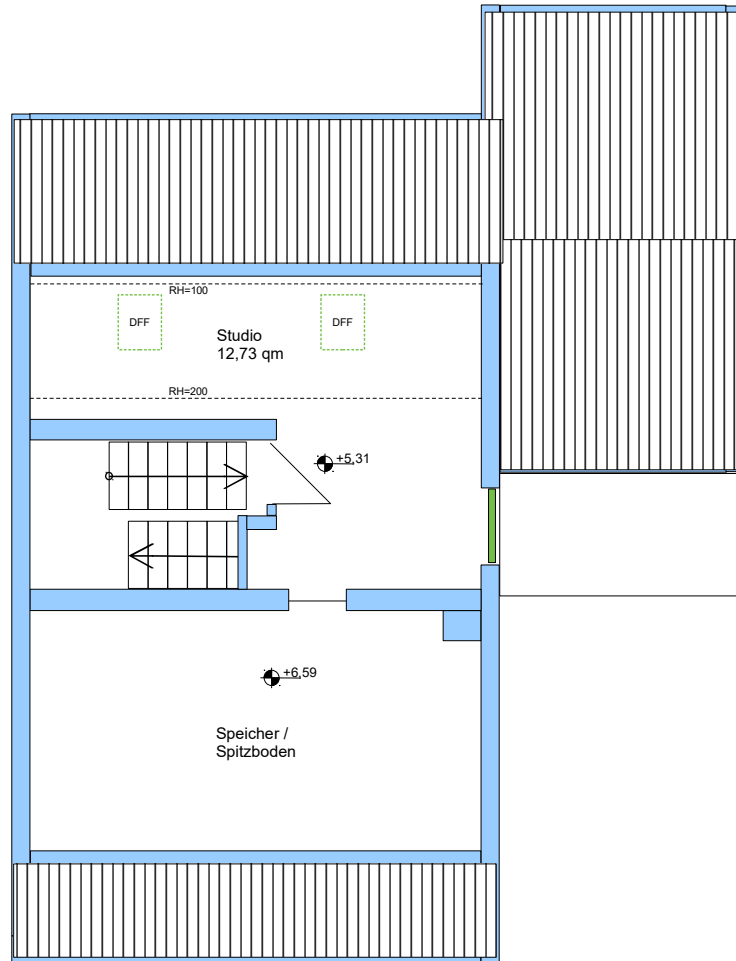 RH=100
DFF
DFF
Studio
12,73 qm
RH=200
+5,31
+6,59
Speicher /
Spitzboden